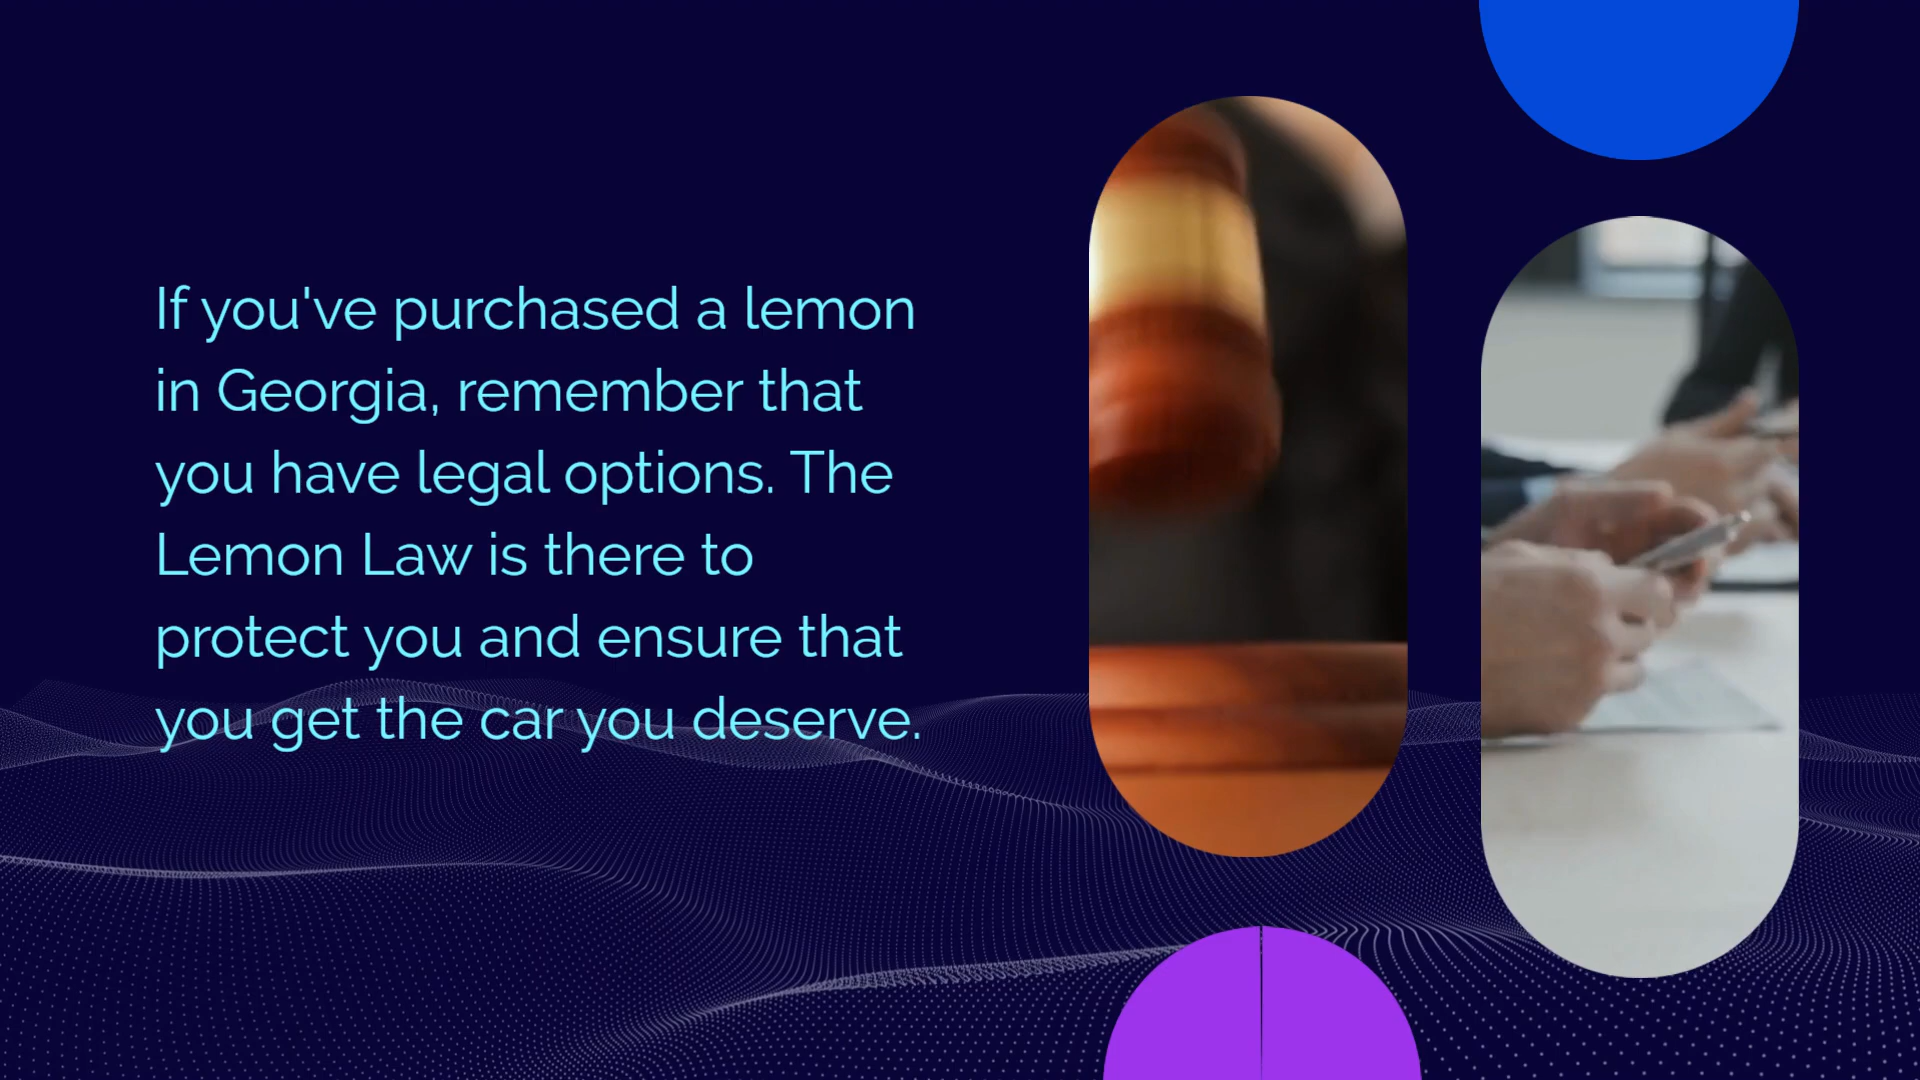 If you've purchased a lemon
in Georgia, remember that
you have legal options. The
Lemon Law is there to
protect you and ensure that
you get the car you deserve.